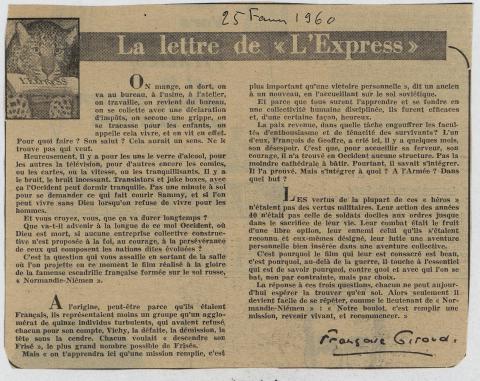 25 Février 1960
La lettre de « L'Express »
ON mange, on dort, on
va au bureau, à l'usine, à l'atelier,
on travaille, on revient du bureau,
on se collette avec une déclaration
d'impôts, on secoue une grippe, on
se tracasse pour les enfants, on
appelle cela vivre, et en vit en effet.
Pour quoi faire ? Son salut ? Cela aurait un sens. Ne le
trouve pas qui veut.
Heureusement, il y a pour les uns le verre d'alcool, pour
les autres la télévision, pour d'autres encore les combos,
ou les cartes, ou la vitesse, ou les tranquillisants. Il y a
le bruit, le bruit incessant. Transistors et juke boxes, avec
ça l'Occident peut dormir tranquille. Pas une minute à soi
pour se demander ce qui fait courir Sammy, et si l'on
peut vivre sans Dieu lorsqu'on refuse de vivre pour les
hommes.
Et vous croyez, vous, que ça va durer longtemps ?
Que va-t-il advenir à la longue de ce mol Occident, où
Dieu est mort, si aucune entreprise collective construc-
tive n'est proposée à la foi, au courage, à la persévérance
de ceux qui composent les nations dites évoluées ?
C'est la question qui vous assaille en sortant de la salle
où l'on projette en ce moment le film réalisé à la gloire
de la fameuse escadrille française formée sur le sol russe,
« Normandie-Niémen ».
A l'origine, peut-être parce qu'ils étaient
Français, ils représentaient moins un groupe qu'un agglo-
mérat de quinze individus turbulents, qui avaient refusé,
chacun pour son compte, Vichy, la défaite, la démission, la
tête sous la cendre. Chacun voulait « descendre son
Frisé », le plus grand nombre possible de Frisés.
Mais « on t'apprendra ici qu'une mission remplie, c'est
plus important qu'une victoire personnelle », dit un ancien
à un nouveau, en l'accueillant sur le sol soviétique.
Et parce que tous surent l'apprendre et se fondre en
une collectivité humaine disciplinée, ils furent efficaces
et, d'une certaine façon, heureux.
La paix revenue, dans quelle tâche engouffrer les facul-
tés d'enthousiasme et de ténacité des survivants ? L'un
d'eux, François de Geoffre, a crié ici, il y a quelques mois,
son désespoir. C'est que, pour accueillir sa ferveur, son
courage, il n'a trouvé en Occident aucune structure. Pas la
moindre cathédrale à bâtir. Pourtant, il savait s'intégrer.
Il l'a prouvé. Mais s'intégrer à quoi ? A l'Armée ? Dans
quel but ?
LES vertus de la plupart de ces « héros »
n'étaient pas des vertus militaires. Leur action des années
40 n'était pas celle de soldats dociles aux ordres jusque
dans le sacrifice de leur vie. Leur combat était le fruit
d'une libre option, leur ennemi celui qu'ils s'étaient
reconnu et eux-mêmes désigné, leur lutte une aventure
personnelle bien insérée dans une aventure collective.
C'est pourquoi le film qui leur est consacré est beau,
c'est pourquoi, au-delà de la guerre, il touche à l'essentiel
qui est de savoir pourquoi, contre quoi et avec qui l'on se
bat, non par contrainte, mais par choix.
La réponse à ces trois questions, chacun ne peut aujour-
d'hui espérer la trouver qu'en soi. Alors seulement il
devient facile de se répéter, comme le lieutenant de « Nor-
mandie-Niémen » : « Notre boulot, c'est remplir une
mission, revenir vivant, et recommencer. »
Françoise Giroud.